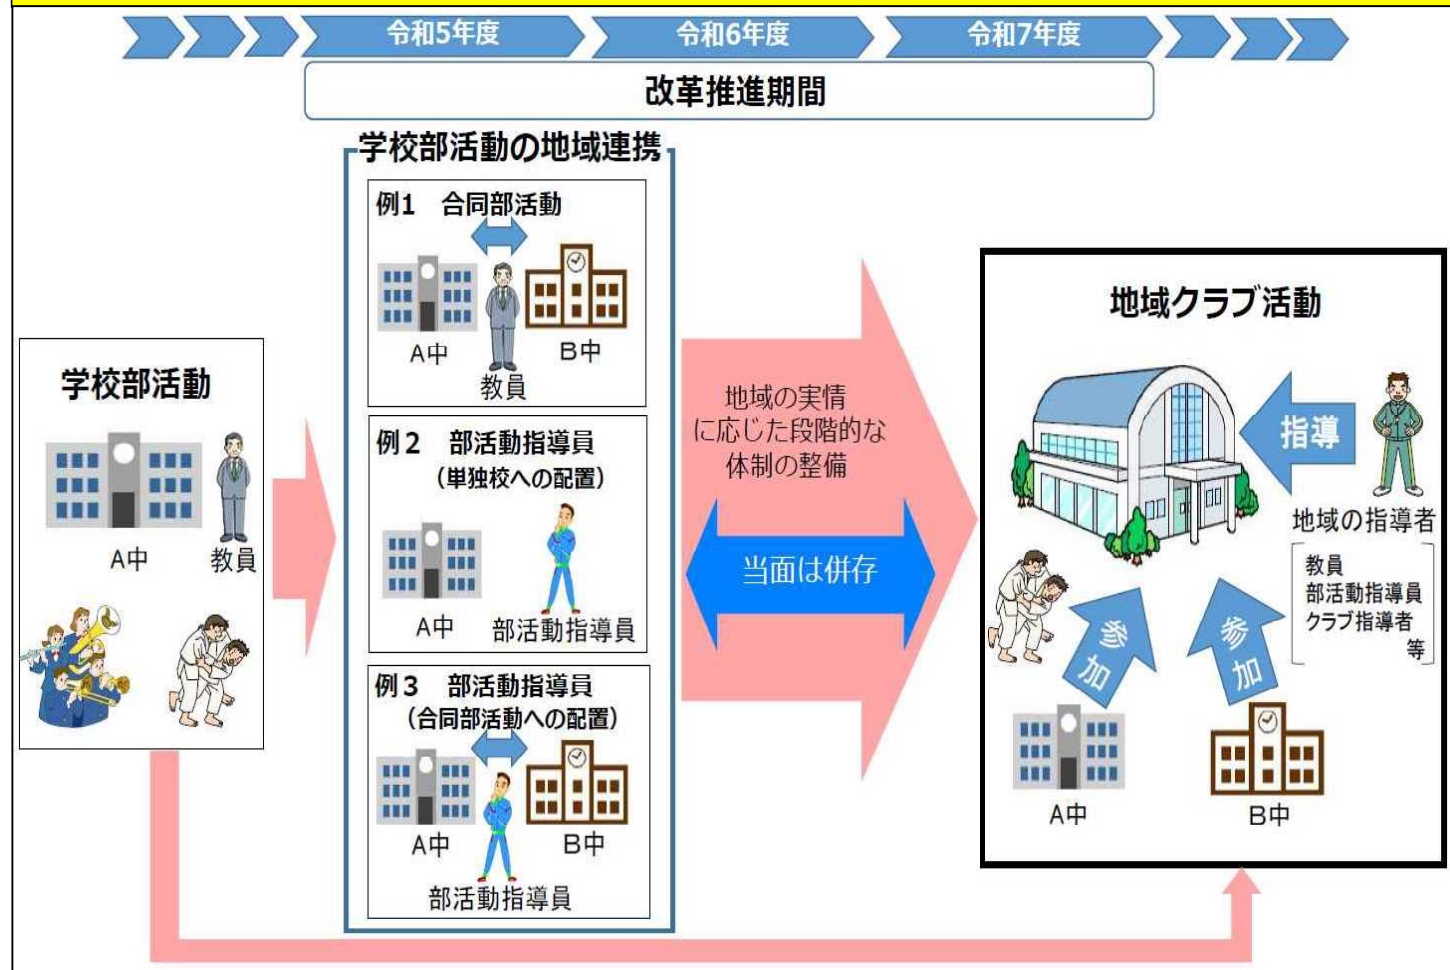 令和5年度
令和6年度
令和7年度
改革推進期間
学校部活動
A中
教員
学校部活動の地域連携
例1 合同部活動
A中
教員
B中
例2 部活動指導員
(単独校への配置)
A中
部活動指導員
例3 部活動指導員
(合同部活動への配置)
A中
B中
部活動指導員
地域の実情
に応じた段階的な
体制の整備
当面は併存
地域クラブ活動
指導
地域の指導者
教員
部活動指導員
クラブ指導者
等
参加
参加
A中
B中